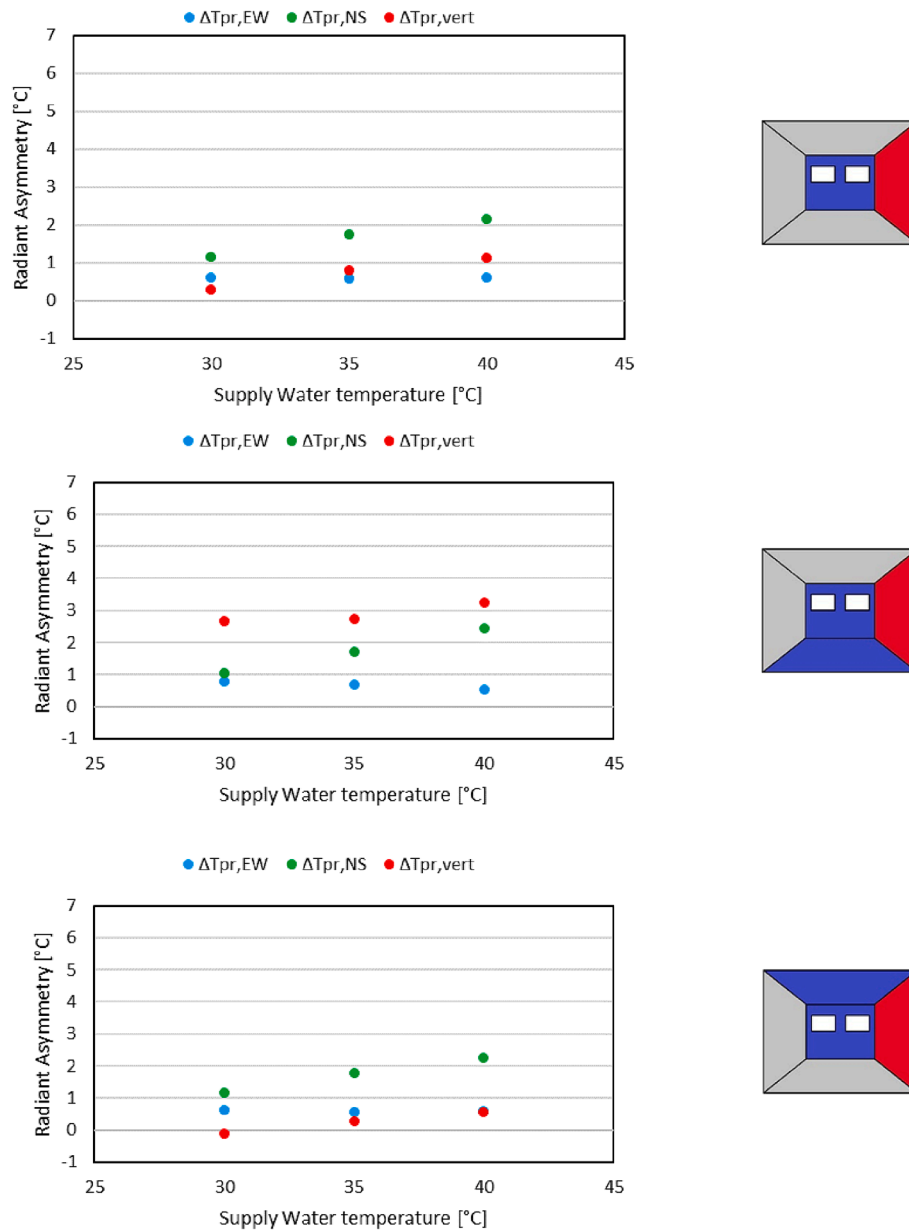 ΔTpr,EW ΔTpr,NS ΔTpr,vert
7
6
5
4
3
2
1
0
-1
Radiant Asymmetry [°C]
25 30 35 40 45
Supply Water temperature [°C]
ΔTpr,EW ΔTpr,NS ΔTpr,vert
7
6
5
4
3
2
1
0
-1
Radiant Asymmetry [°C]
25 30 35 40 45
Supply Water temperature [°C]
ΔTpr,EW ΔTpr,NS ΔTpr,vert
7
6
5
4
3
2
1
0
-1
Radiant Asymmetry [°C]
25 30 35 40 45
Supply Water temperature [°C]